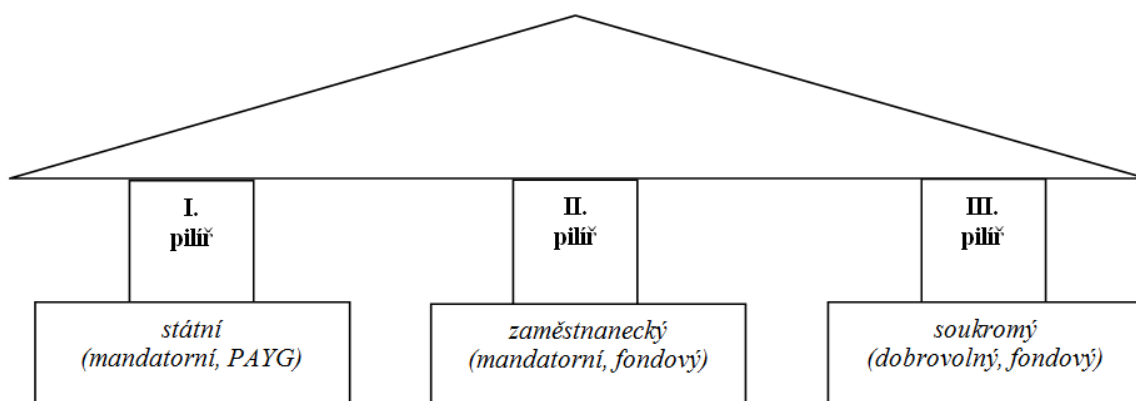 I.
pilíř
II.
pilíř
III.
pilíř
státní
(mandatorní, PAYG)
zaměstnanecký
(mandatorní, fondový)
soukromý
(dobrovolný, fondový)